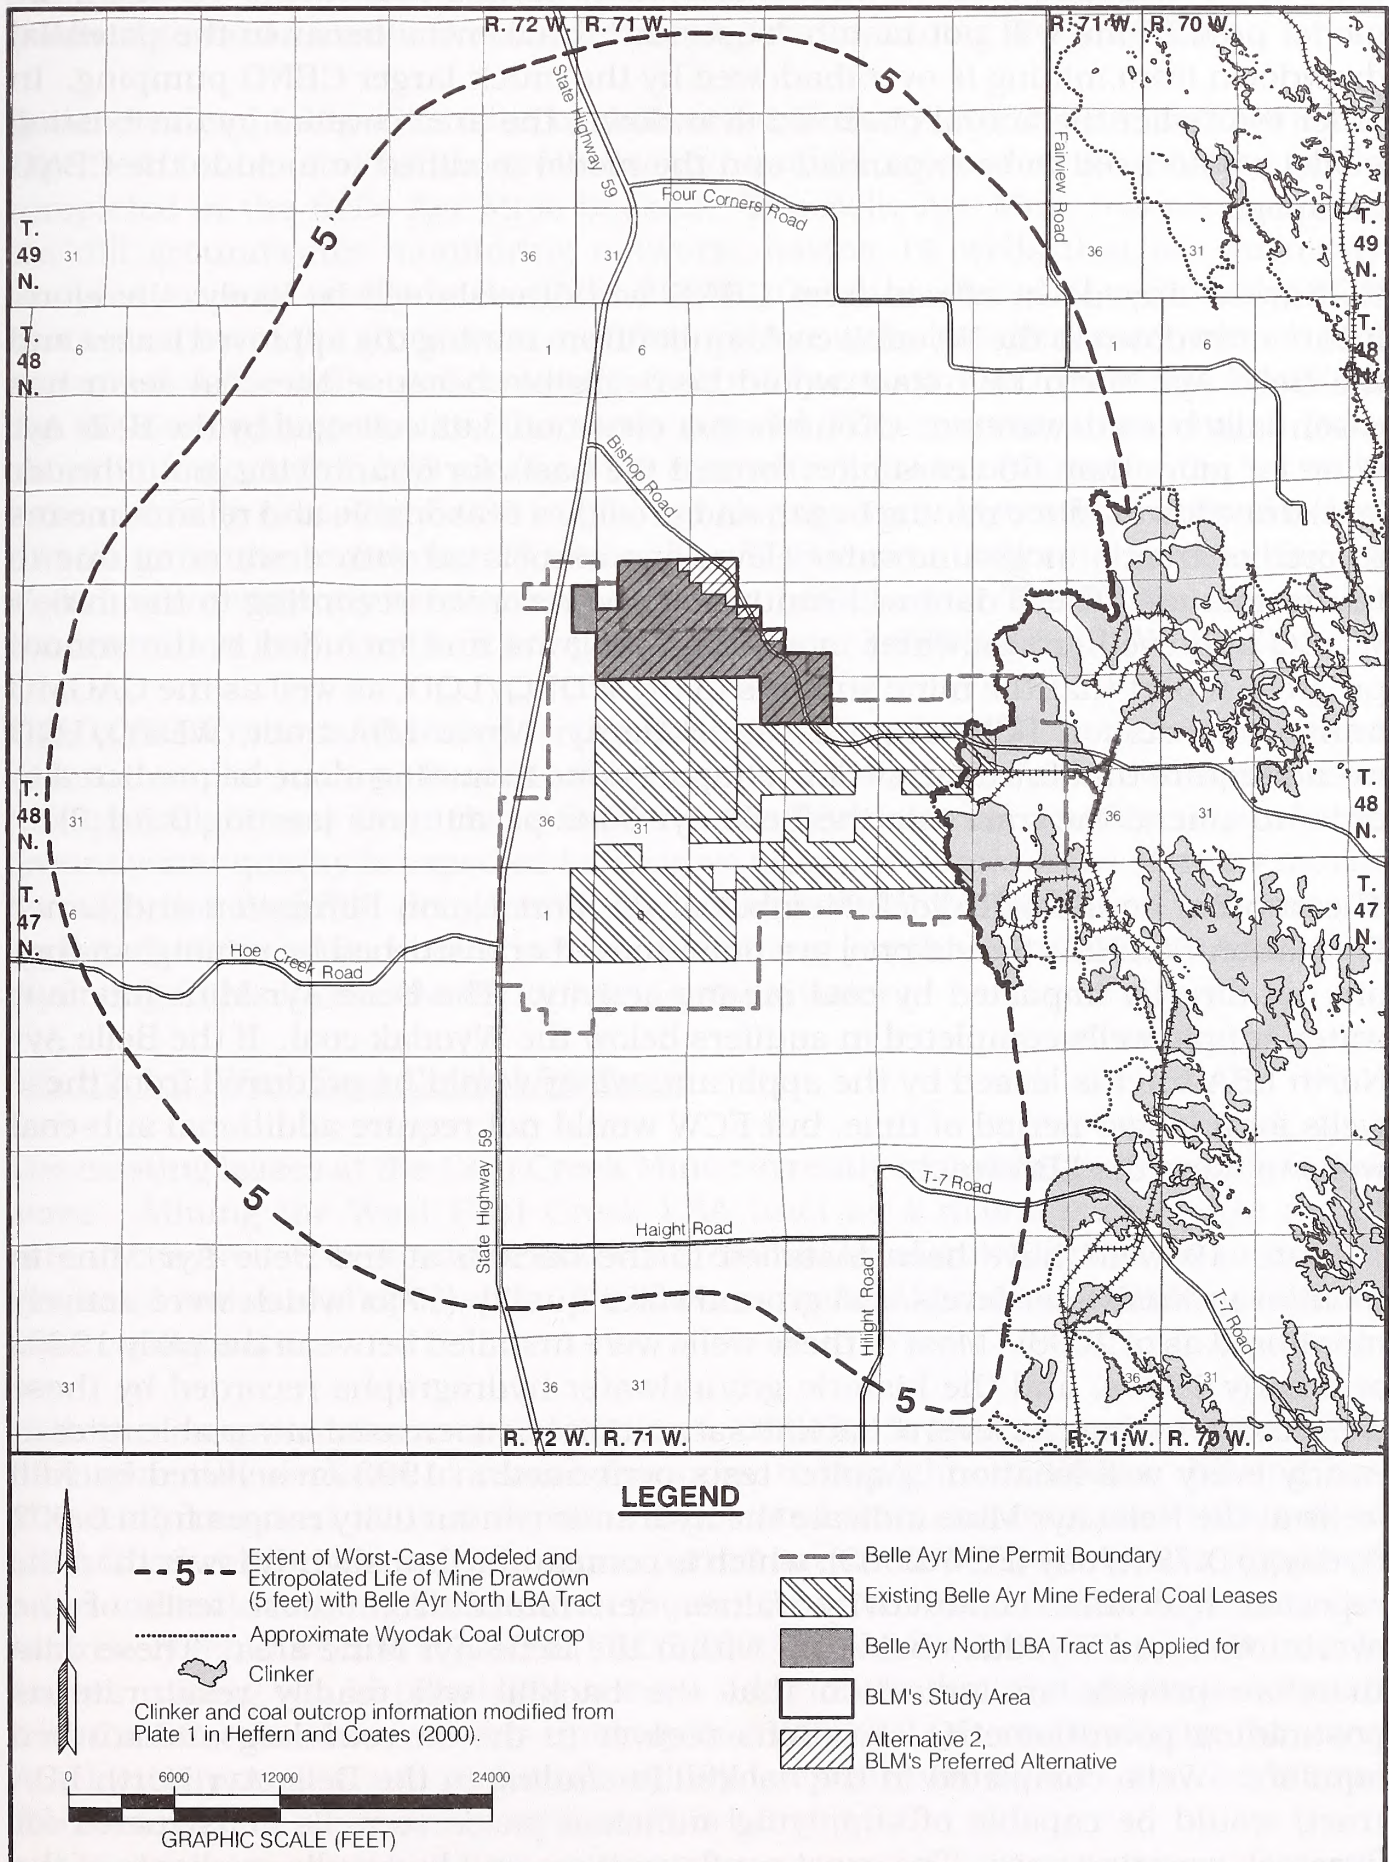 R. 72 W. R. 71 W.
R. 71 W. R. 70 W.
State Highway 59
Four Corners Road
Fairview Road
5
5
T.
49
N.
31
36
31
36
31
T.
49
N.
T.
48
N.
6
1
6
6
T.
48
N.
Bishop Road
T.
48
N.
31
36
31
36
31
T.
48
N.
T.
47
N.
6
1
6
T.
47
N.
Hoe Creek Road
5
State Highway 59
T-7 Road
Haight Road
Haight Road
T-7 Road
31
36
31
5
36
31
R. 72 W. R. 71 W.
R. 71 W. R. 70 W.
LEGEND
5
Extent of Worst-Case Modeled and
Extropolated Life of Mine Drawdown
(5 feet) with Belle Ayr North LBA Tract
Approximate Wyodak Coal Outcrop
Clinker
Clinker and coal outcrop information modified from
Plate 1 in Heffern and Coates (2000).
0 6000 12000 24000
GRAPHIC SCALE (FEET)
Belle Ayr Mine Permit Boundary
Existing Belle Ayr Mine Federal Coal Leases
Belle Ayr North LBA Tract as Applied for
BLM's Study Area
Alternative 2,
BLM's Preferred Alternative